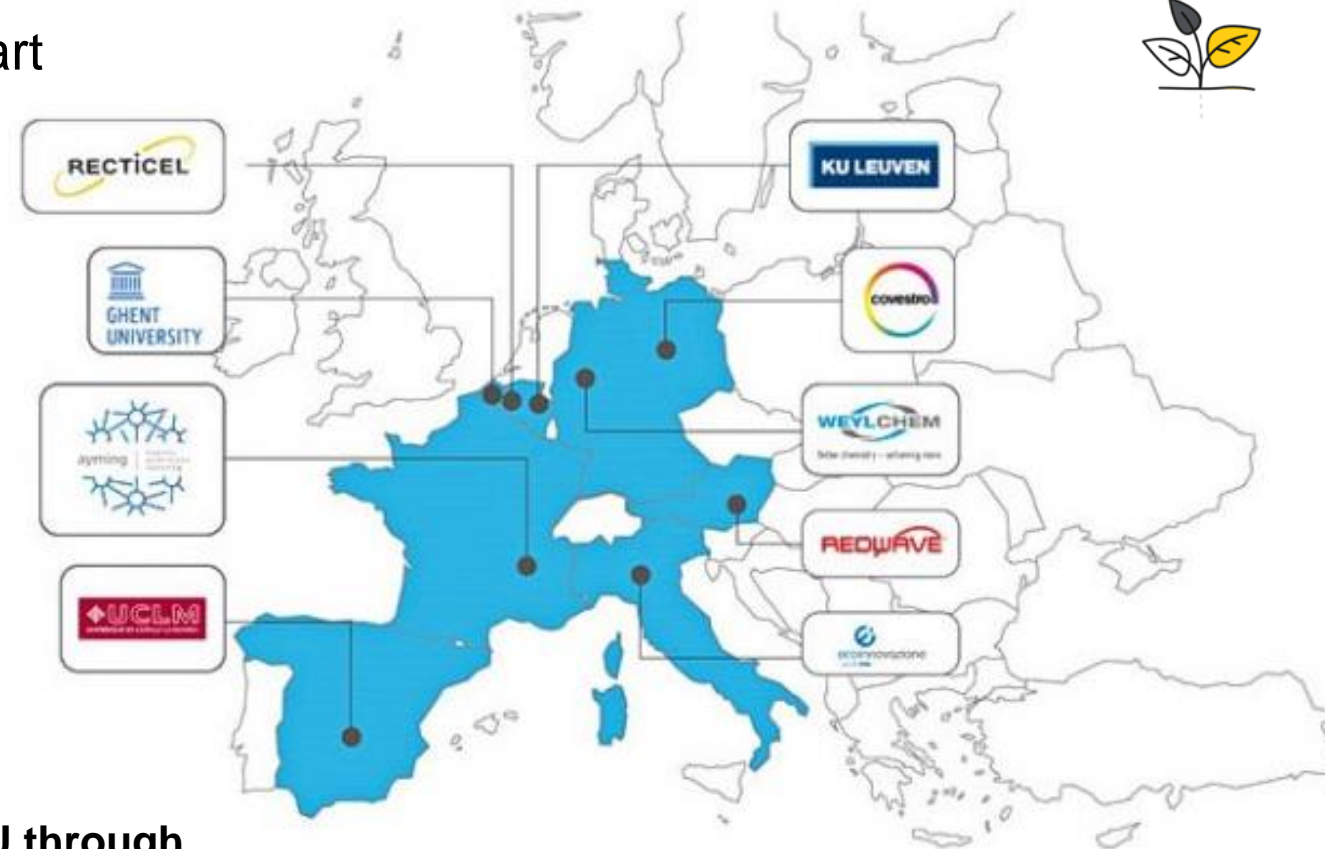 art
RECTICEL
KU LEUVEN
GHENT
UNIVERSITY
covestro
ayming
WEYLCHEM
REDWAVE
UCLM
ecoinnovazione
U through